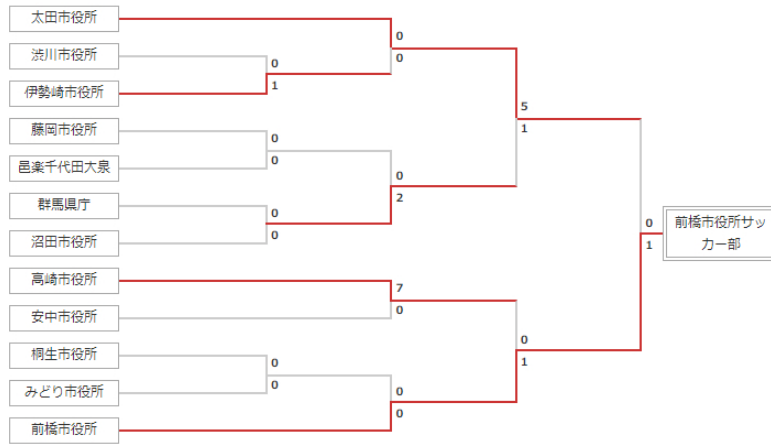 太田市役所
渋川市役所
伊勢崎市役所
藤岡市役所
邑楽千代田大泉
群馬県庁
沼田市役所
高崎市役所
安中市役所
桐生市役所
みどり市役所
前橋市役所
0
1
0
0
0
0
0
0
0
0
0
2
7
0
0
0
5
1
0
1
0
1
前橋市役所サッ
カー部